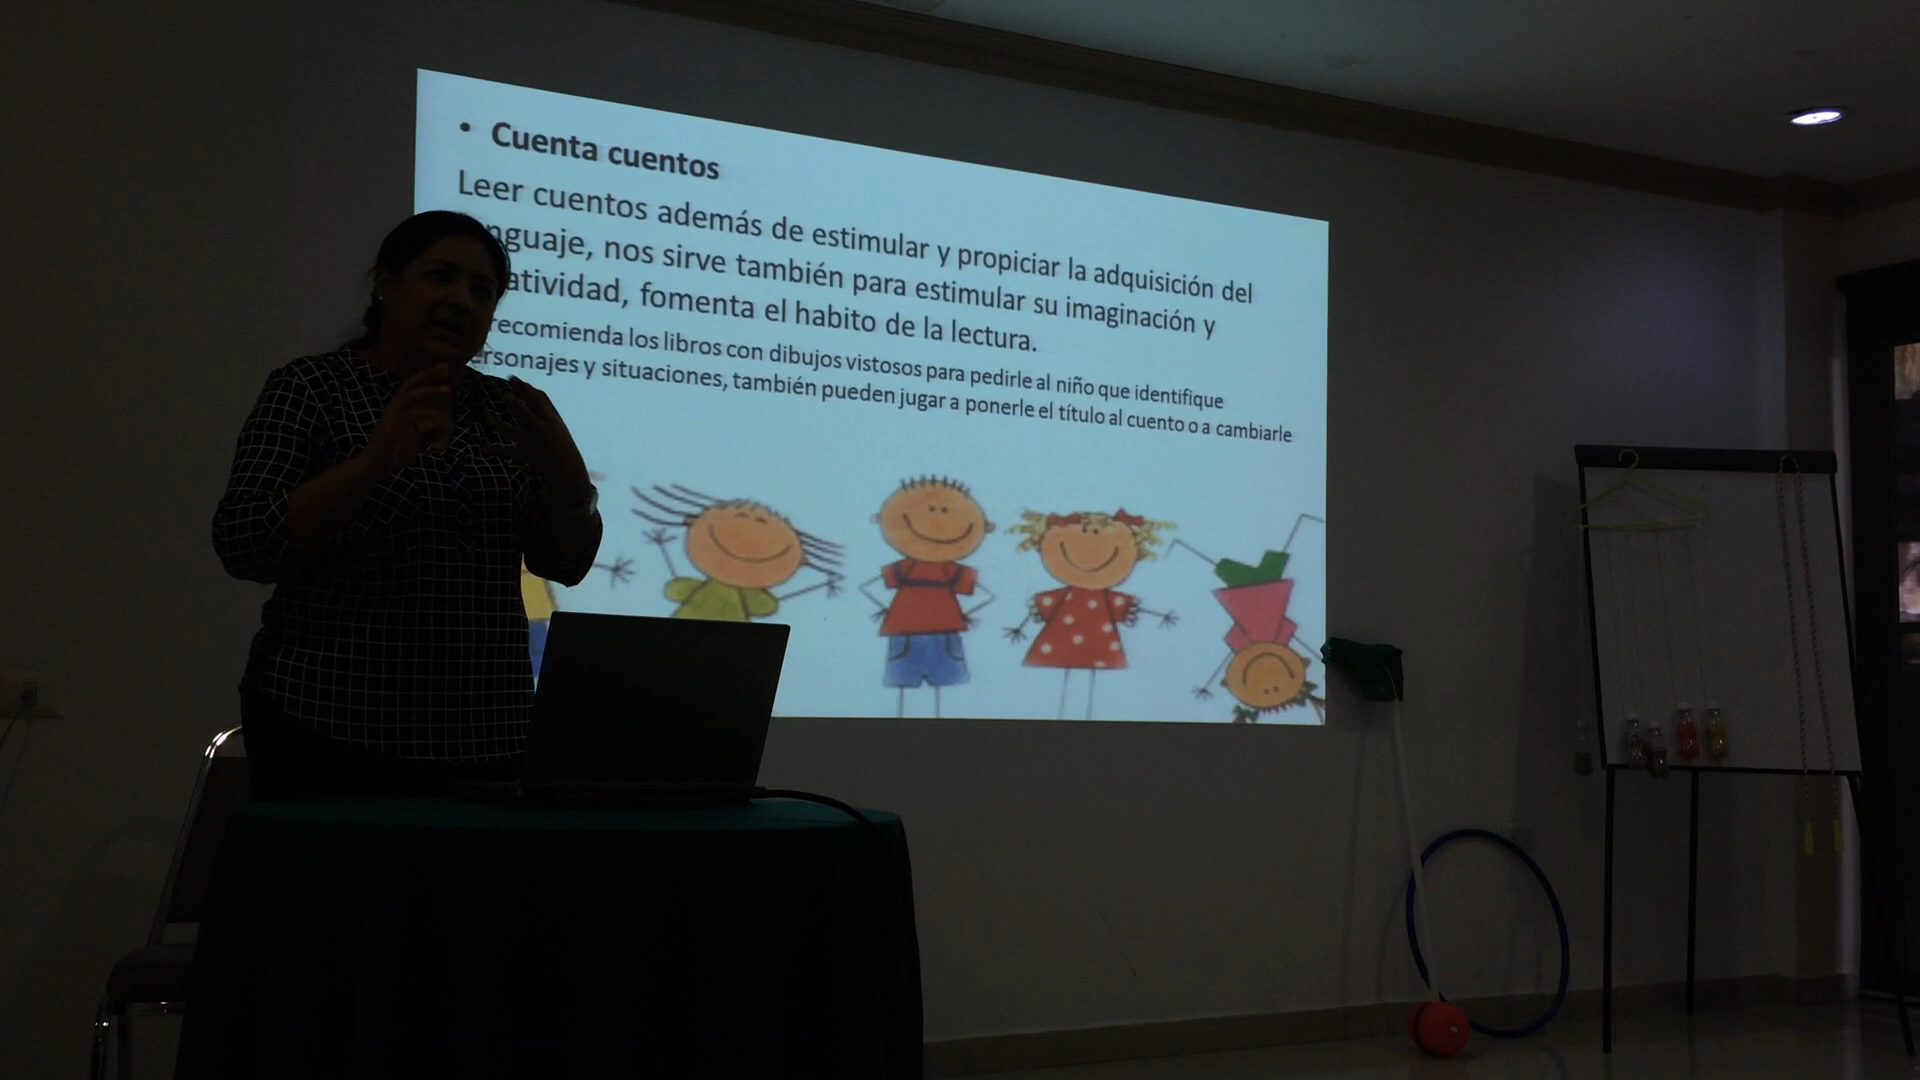 • Cuenta cuentos
Leer cuentos además de estimular y propiciar la adquisición del
nguaje, nos sirve también para estimular su imaginación y
atividad, fomenta el habito de la lectura.
recomienda los libros con dibujos vistosos para pedirle al niño que identifique
ersonajes y situaciones, también pueden jugar a ponerle el título al cuento o a cambiarle